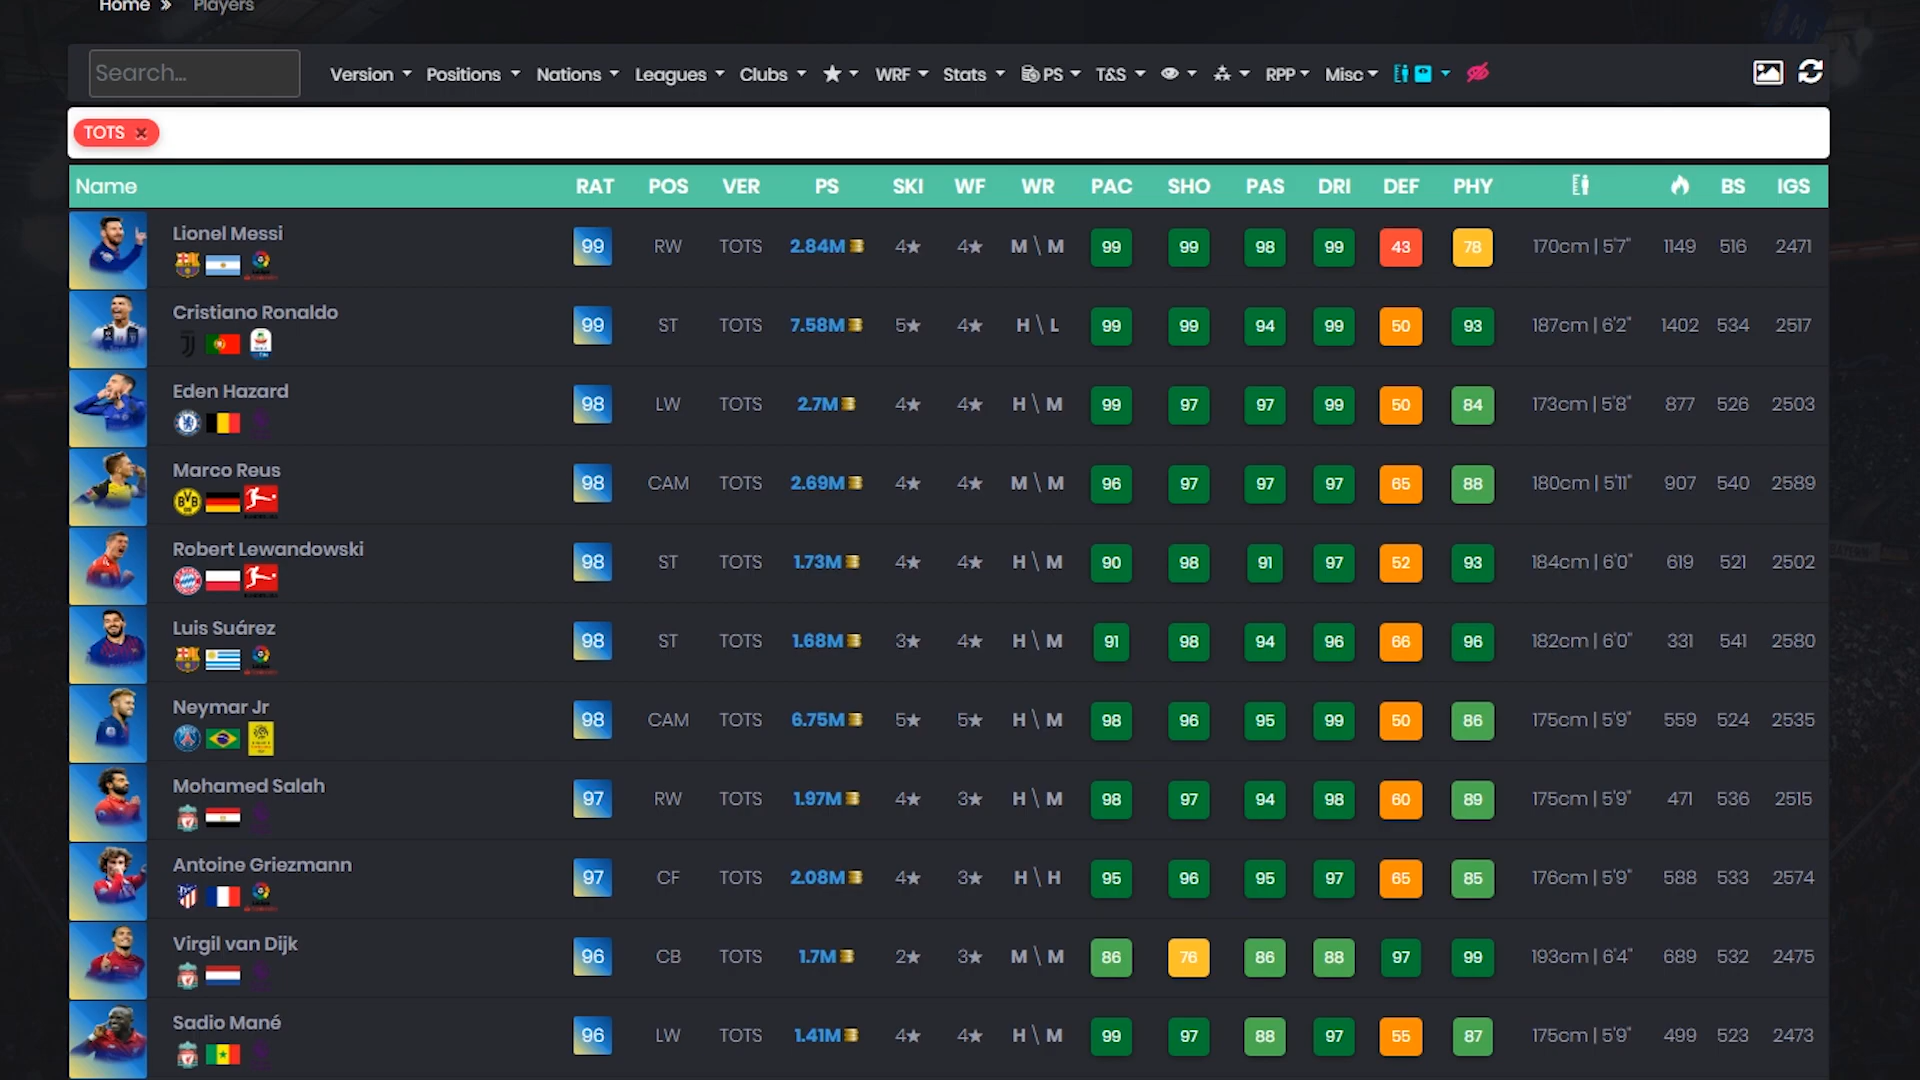 Home » Players
Search... Version Positions Nations Leagues Clubs ★ WRF Stats PS T&S RPP Misc
TOTS ×
Name RAT POS VER PS SKI WF WR PAC SHO PAS DRI DEF PHY BS IGS
Lionel Messi 99 RW TOTS 2.84M 4★ 4★ M \ M 99 99 98 99 43 78 170cm | 5'7" 1149 516 2471
Cristiano Ronaldo 99 ST TOTS 7.58M 5★ 4★ H \ L 99 99 94 99 50 93 187cm | 6'2" 1402 534 2517
Eden Hazard 98 LW TOTS 2.7M 4★ 4★ H \ M 99 97 97 99 50 84 173cm | 5'8" 877 526 2503
Marco Reus 98 CAM TOTS 2.69M 4★ 4★ M \ M 96 97 97 97 65 88 180cm | 5'11" 907 540 2589
Robert Lewandowski 98 ST TOTS 1.73M 4★ 4★ H \ M 90 98 91 97 52 93 184cm | 6'0" 619 521 2502
Luis Suárez 98 ST TOTS 1.68M 3★ 4★ H \ M 91 98 94 96 66 96 182cm | 6'0" 331 541 2580
Neymar Jr 98 CAM TOTS 6.75M 5★ 5★ H \ M 98 96 95 99 50 86 175cm | 5'9" 559 524 2535
Mohamed Salah 97 RW TOTS 1.97M 4★ 3★ H \ M 98 97 94 98 60 89 175cm | 5'9" 471 536 2515
Antoine Griezmann 97 CF TOTS 2.08M 4★ 3★ H \ H 95 96 95 97 65 85 176cm | 5'9" 588 533 2574
Virgil van Dijk 96 CB TOTS 1.7M 2★ 3★ M \ M 86 76 86 88 97 99 193cm | 6'4" 689 532 2475
Sadio Mané 96 LW TOTS 1.41M 4★ 4★ H \ M 99 97 88 97 55 87 175cm | 5'9" 499 523 2473